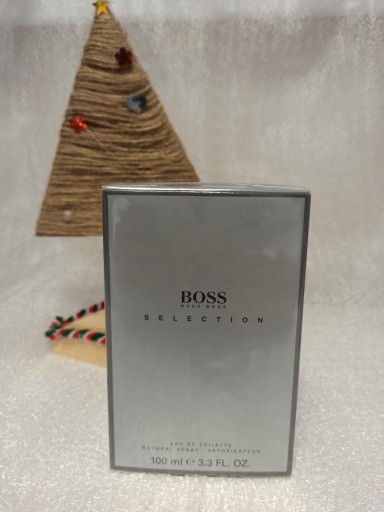 BOSS
HUGO BOSS
SELECTION
EAU DE TOILETTE
NATURAL SPRAY VAPORISATEUR
100 ml ℮ 3.3 FL. OZ.